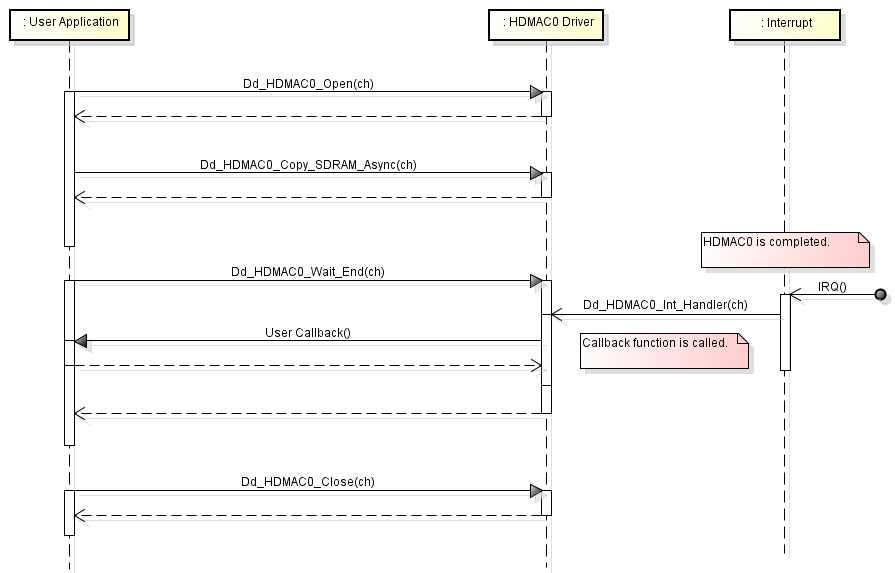 : User Application
: HDMAC0 Driver
: Interrupt
Dd_HDMAC0_Open(ch)
Dd_HDMAC0_Copy_SDRAM_Async(ch)
HDMAC0 is completed.
Dd_HDMAC0_Wait_End(ch)
IRQ()
Dd_HDMAC0_Int_Handler(ch)
User Callback()
Callback function is called.
Dd_HDMAC0_Close(ch)